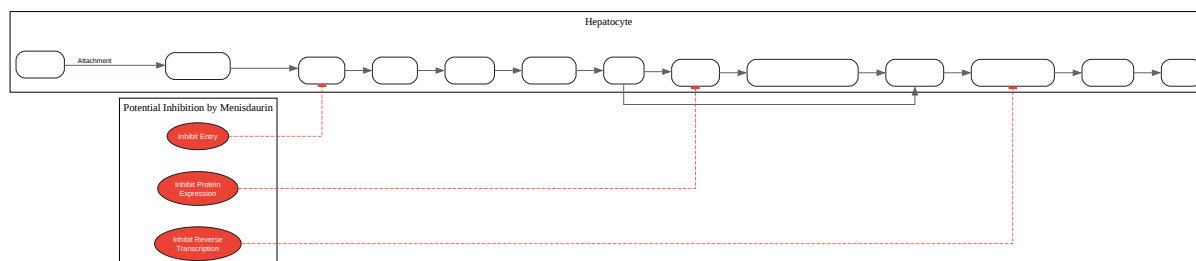 Hepatocyte
Attachment
Potential Inhibition by Menisdaurin
Inhibit Entry
Inhibit Protein
Expression
Inhibit Reverse
Transcription